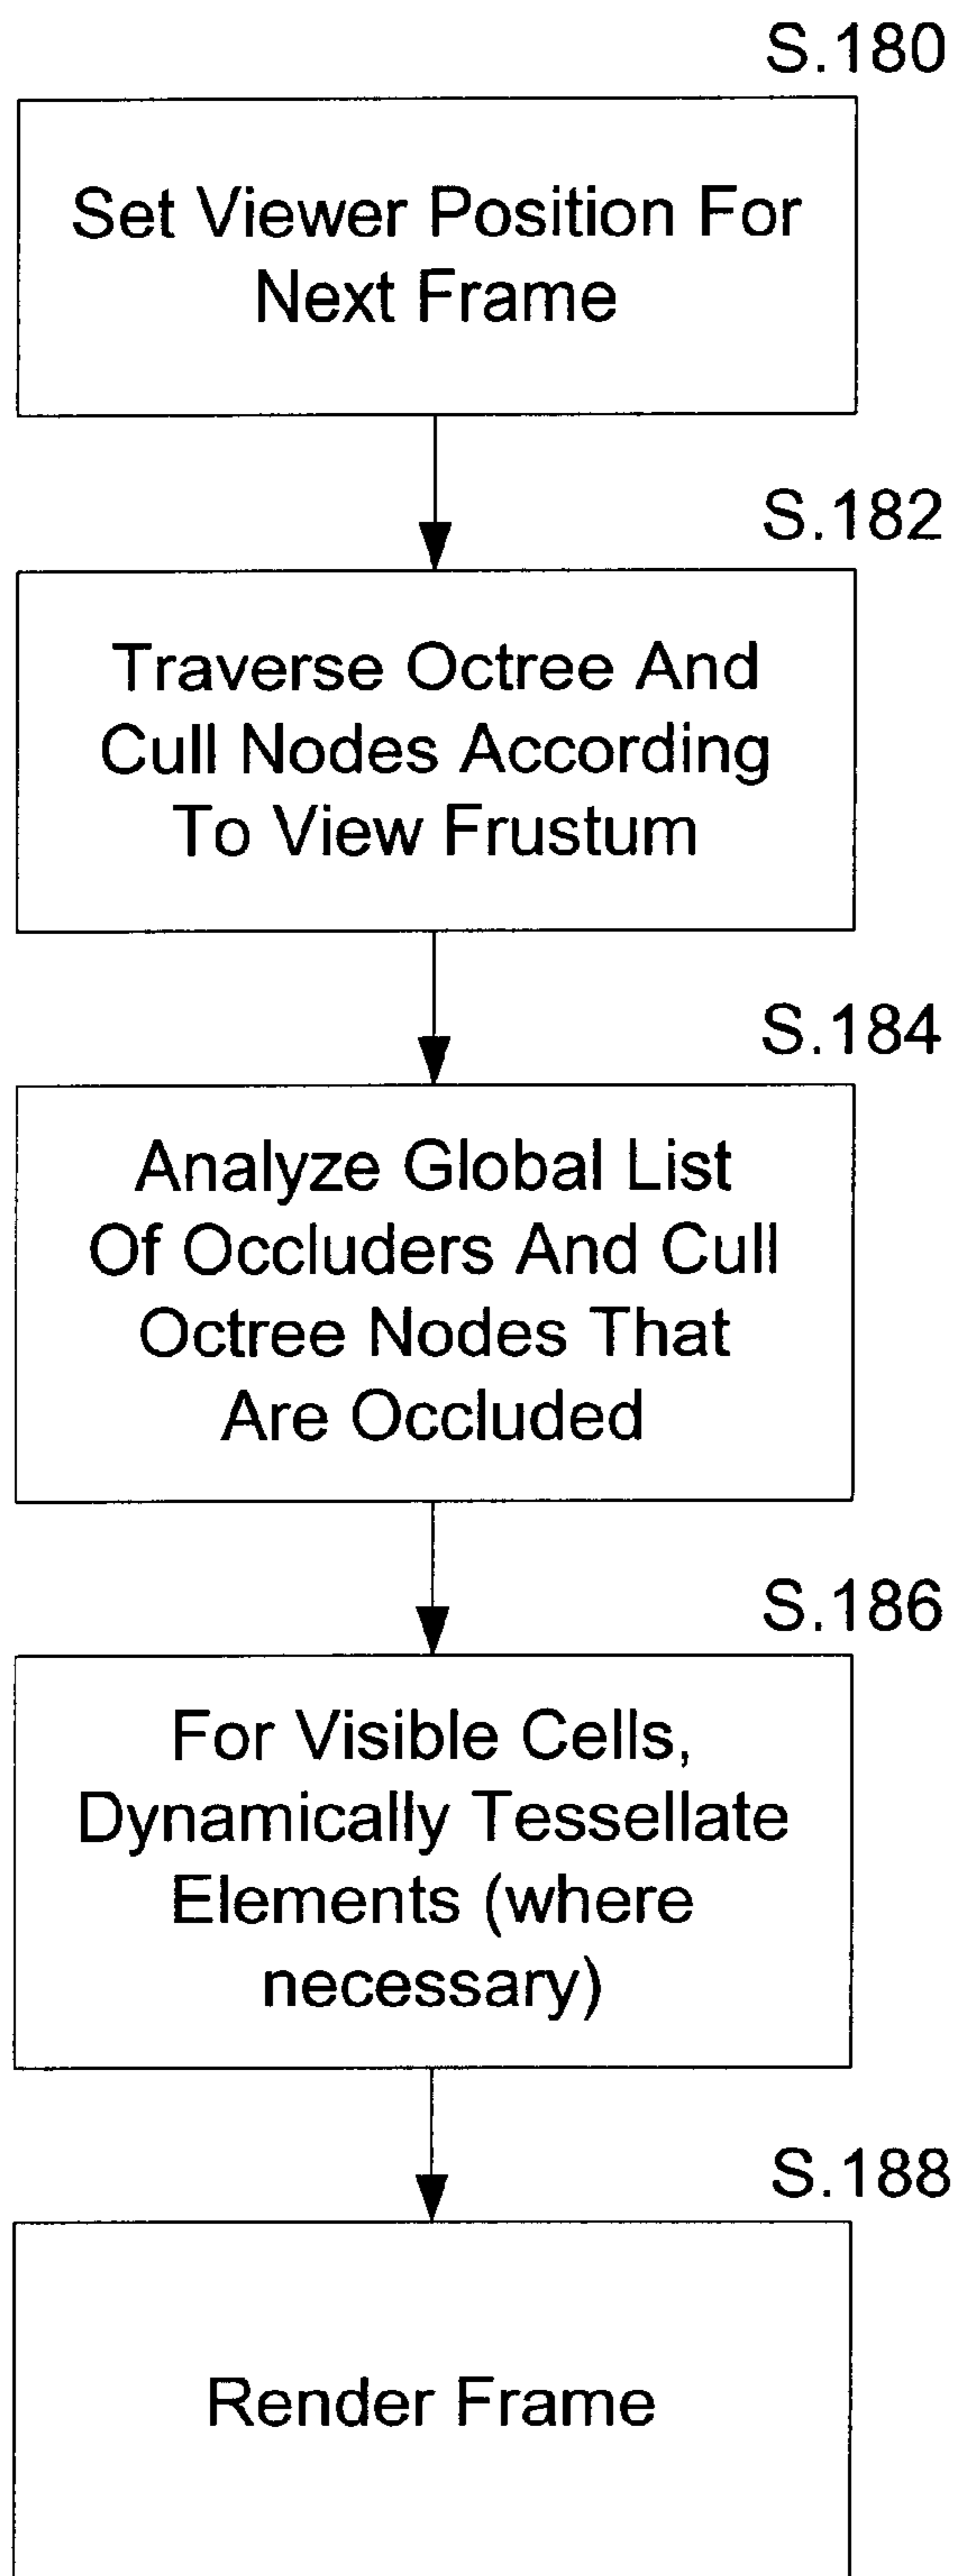 S.180
Set Viewer Position For
Next Frame
S.182
Traverse Octree And
Cull Nodes According
To View Frustum
S.184
Analyze Global List
Of Occluders And Cull
Octree Nodes That
Are Occluded
S.186
For Visible Cells,
Dynamically Tessellate
Elements (where
necessary)
S.188
Render Frame